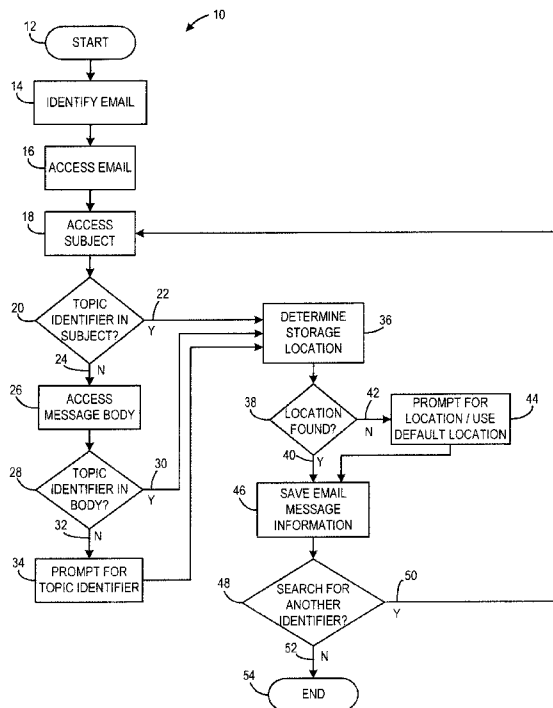 10
12
START
14
IDENTIFY EMAIL
16
ACCESS EMAIL
18
ACCESS
SUBJECT
20
TOPIC
IDENTIFIER IN
SUBJECT?
22
Y
24
N
26
ACCESS
MESSAGE BODY
28
TOPIC
IDENTIFIER IN
BODY?
30
Y
32
N
34
PROMPT FOR
TOPIC IDENTIFIER
DETERMINE
STORAGE
LOCATION
36
38
LOCATION
FOUND?
42
N
40
Y
PROMPT FOR
LOCATION / USE
DEFAULT LOCATION
44
46
SAVE EMAIL
MESSAGE
INFORMATION
48
SEARCH FOR
ANOTHER
IDENTIFIER?
50
Y
52
N
54
END